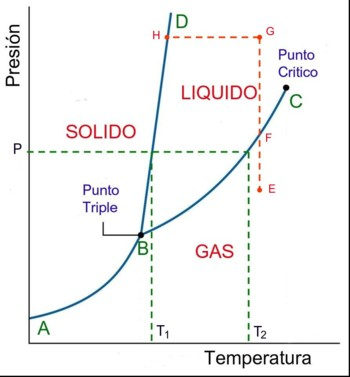 Presión
D
H
G
Punto
Critico
LIQUIDO
C
SOLIDO
F
P
Punto
Triple
E
B
GAS
A
T1
T2
Temperatura